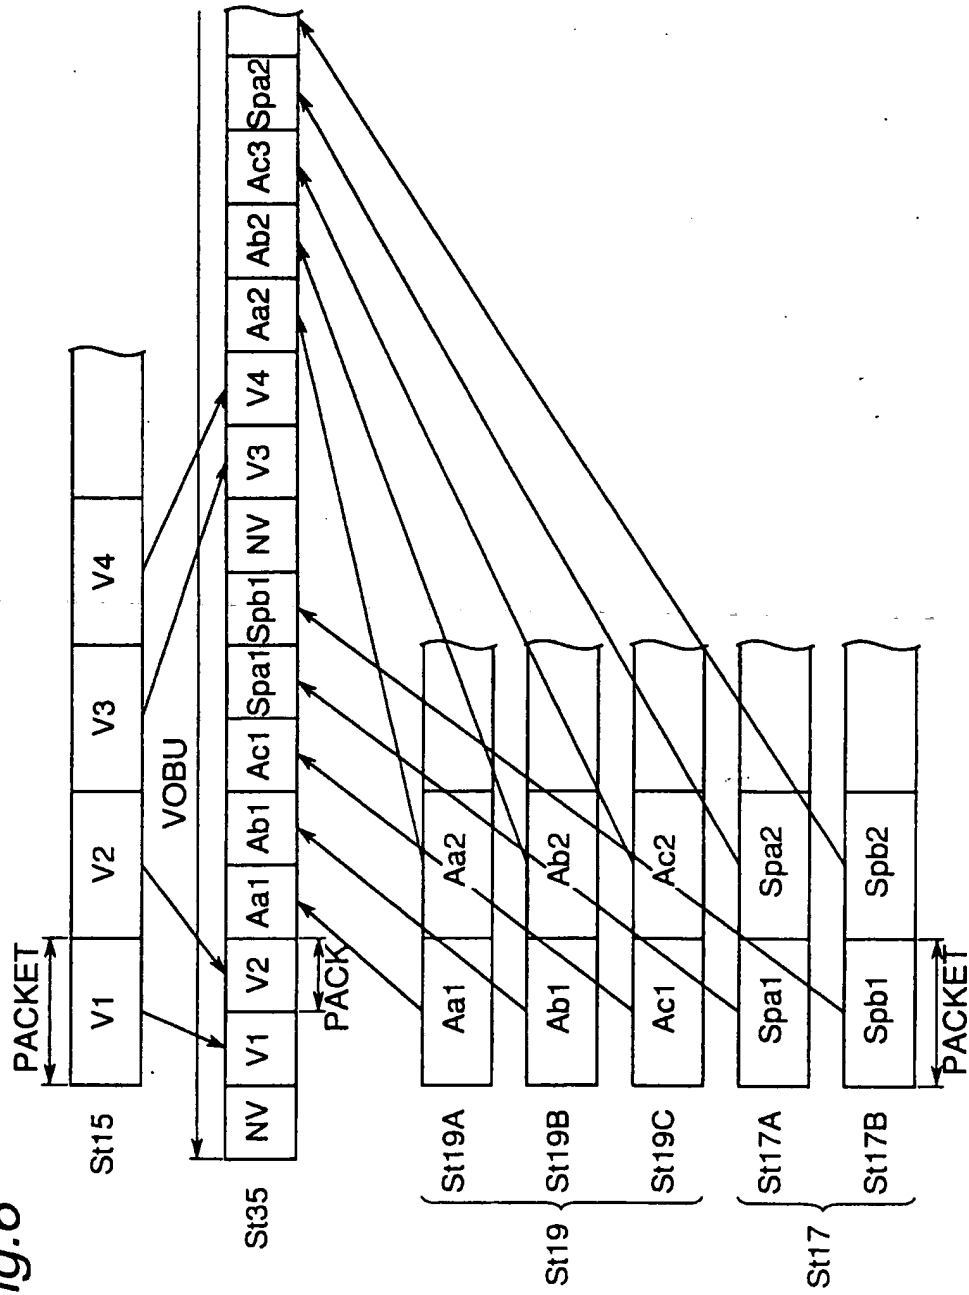 ig.8
PACKET
St15
V1
V2
V3
V4
VOBU
St35
NV
V1
V2
Aa1
Ab1
Ac1
Spa1
Spb1
NV
V3
V4
Aa2
Ab2
Ac3
Spa2
PACK
St19
St19A
Aa1
Aa2
St19B
Ab1
Ab2
St19C
Ac1
Ac2
St17
St17A
Spa1
Spa2
St17B
Spb1
Spb2
PACKET